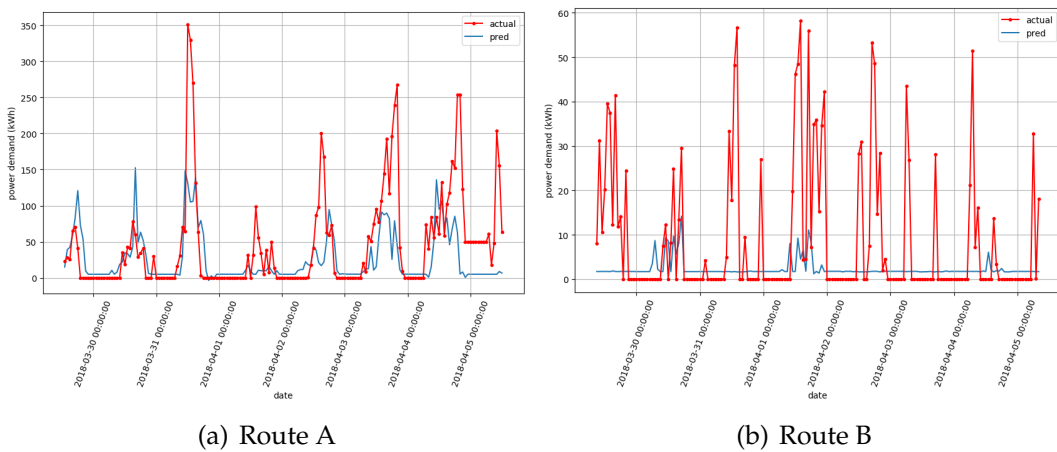 350
300
250
200
150
100
50
0
power demand (kWh)
actual
pred
2018-03-30 00:00:00
2018-03-31 00:00:00
2018-04-01 00:00:00
2018-04-02 00:00:00
2018-04-03 00:00:00
2018-04-04 00:00:00
2018-04-05 00:00:00
date
(a) Route A
60
50
40
30
20
10
0
power demand (kWh)
actual
pred
2018-03-30 00:00:00
2018-03-31 00:00:00
2018-04-01 00:00:00
2018-04-02 00:00:00
2018-04-03 00:00:00
2018-04-04 00:00:00
2018-04-05 00:00:00
date
(b) Route B